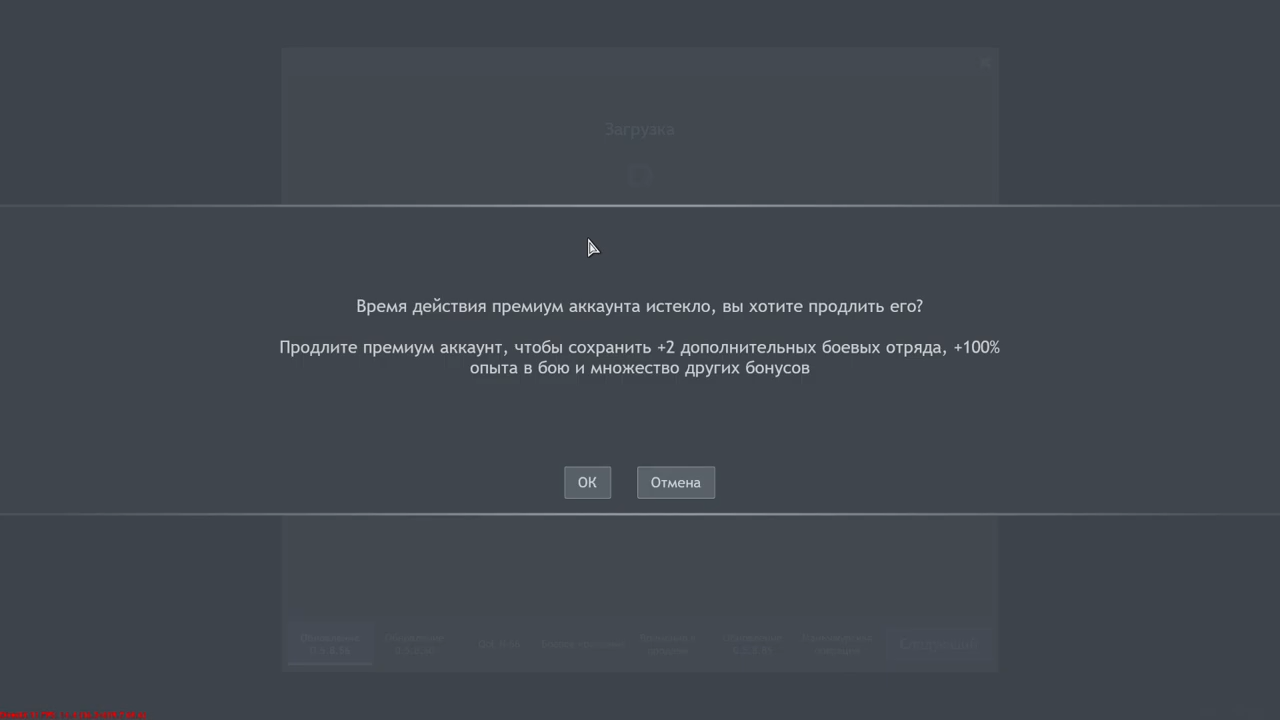 Загрузка
Время действия премиум аккаунта истекло, вы хотите продлить его?
Продлите премиум аккаунт, чтобы сохранить +2 дополнительных боевых отряда, +100%
опыта в бою и множество других бонусов
ОК
Отмена
Следующий